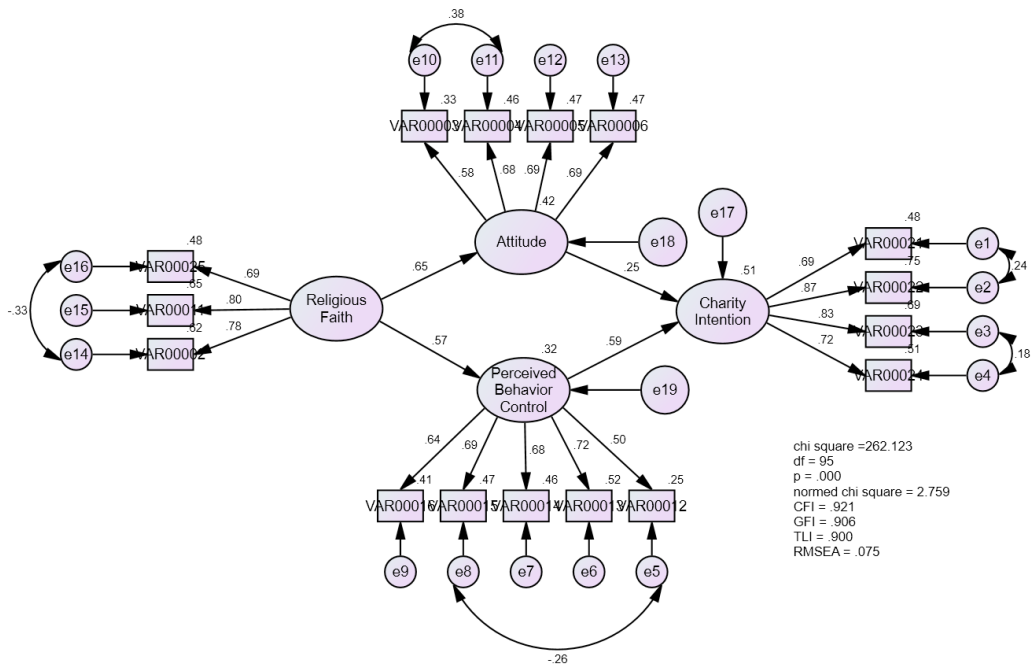 .38
e10 e11 e12 e13
.33 .46 .47 .47
VAR00003 VAR00004 VAR00005 VAR00006
.58 .68 .69 .69
.42
Attitude
e18
e17
.65
.25
.51
Charity
Intention
Religious
Faith
.57
.59
.32
Perceived
Behavior
Control
e19
e16
.48
VAR00025
.69
-.33
e15
.65
.80
e14
.62
VAR00002
.78
.48
e1
.69
.24
.75
e2
.87
.69
e3
.83
.18
.51
e4
.72
.64 .69 .68 .72 .50
.41 .47 .46 .52 .25
VAR00016 VAR00015 VAR00014 VAR00013 VAR00012
e9 e8 e7 e6 e5
-.26
chi square =262.123
df = 95
p = .000
normed chi square = 2.759
CFI = .921
GFI = .906
TLI = .900
RMSEA = .075